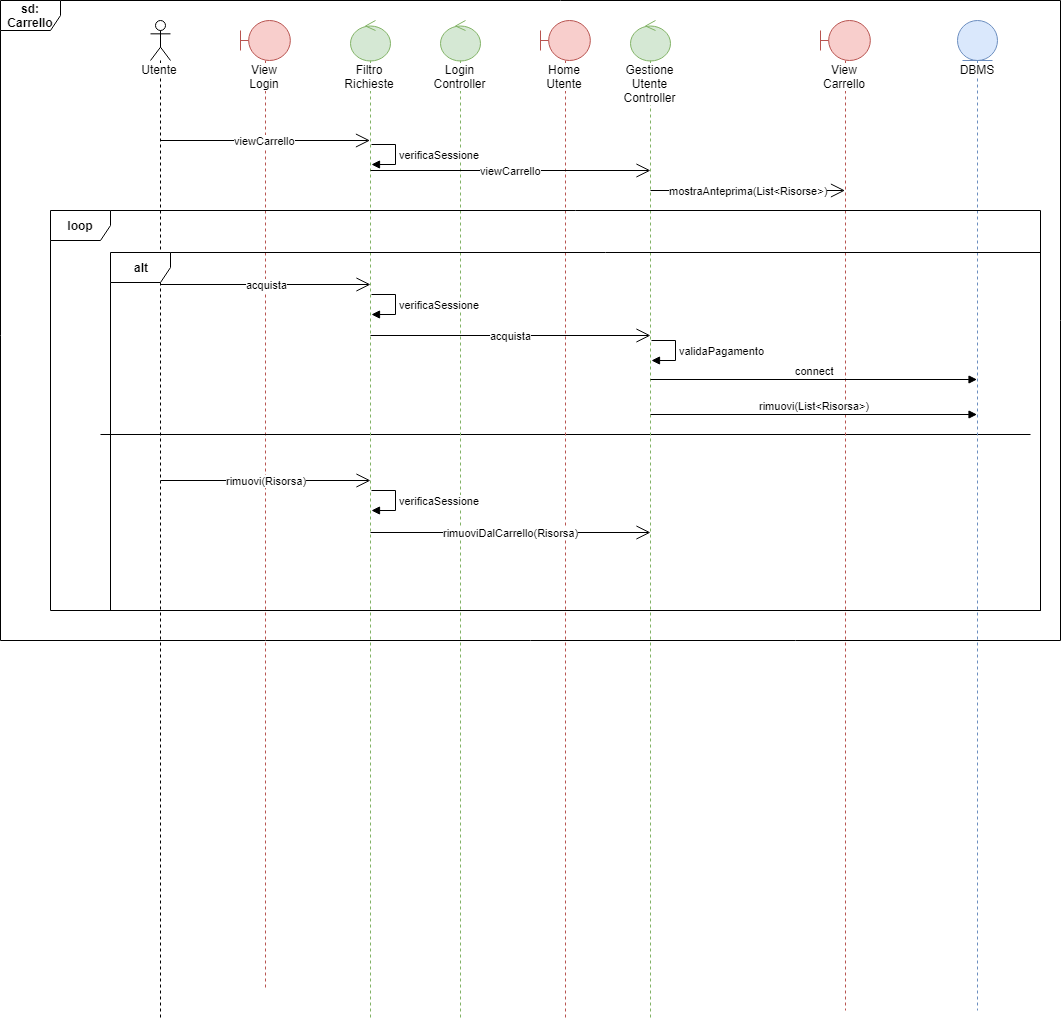 sd:
Carrello
Utente
View
Login
Filtro
Richieste
Login
Controller
Home
Utente
Gestione
Utente
Controller
View
Carrello
DBMS
viewCarrello
verificaSessione
viewCarrello
mostraAnteprima(List<Risorse>)
loop
alt
acquista
verificaSessione
acquista
validaPagamento
connect
rimuovi(List<Risorsa>)
rimuovi(Risorsa)
verificaSessione
rimuoviDalCarrello(Risorsa)